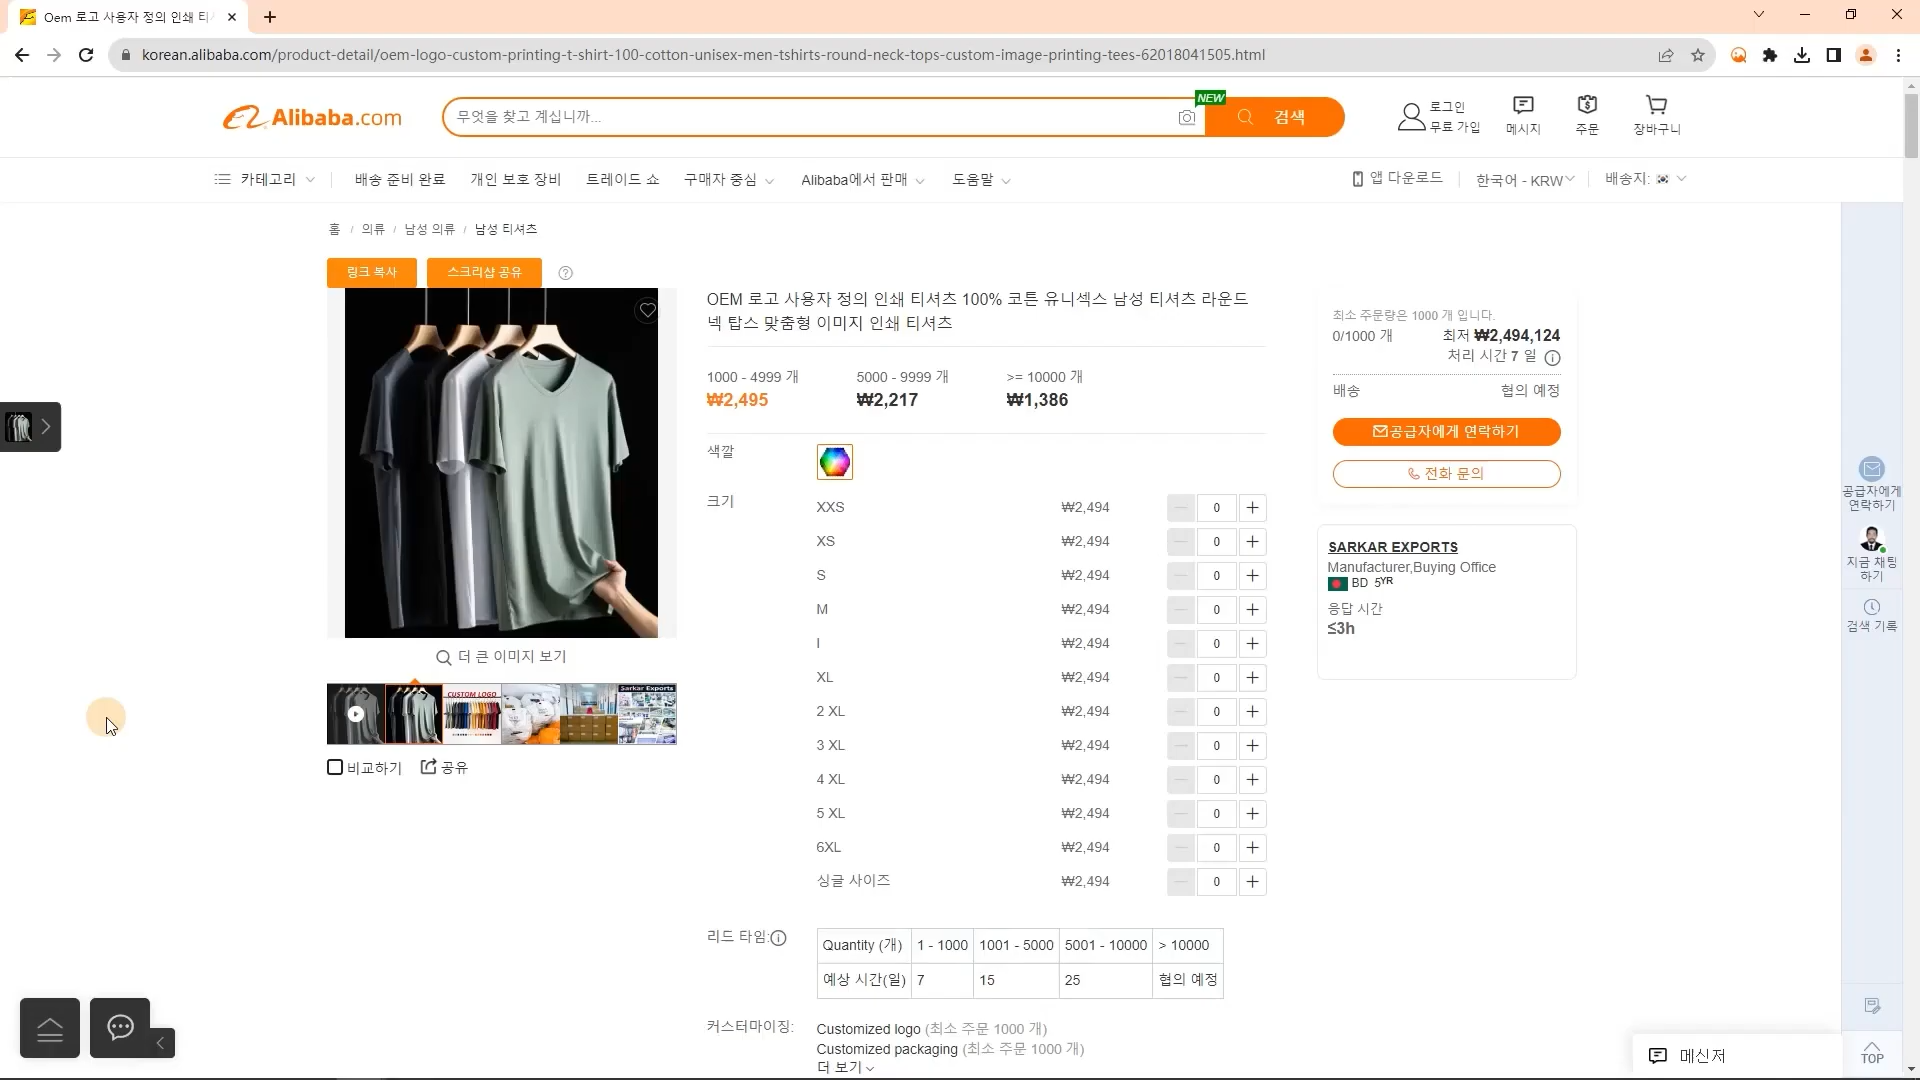 Oem 로고 사용자 정의 인쇄 티
korean.alibaba.com/product-detail/oem-logo-custom-printing-t-shirt-100-cotton-unisex-men-tshirts-round-neck-tops-custom-image-printing-tees-62018041505.html
Alibaba.com
무엇을 찾고 계십니까...
NEW
검색
로그인
무료 가입
메시지
주문
장바구니
카테고리
배송 준비 완료
개인 보호 장비
트레이드 쇼
구매자 중심
Alibaba에서 판매
도움말
앱 다운로드
한국어 - KRW
배송지:
홈 / 의류 / 남성 의류 / 남성 티셔츠
링크 복사
스크리샵 공유
OEM 로고 사용자 정의 인쇄 티셔츠 100% 코튼 유니섹스 남성 티셔츠 라운드
넥 탑스 맞춤형 이미지 인쇄 티셔츠
1000 - 4999 개
5000 - 9999 개
>= 10000 개
₩2,495
₩2,217
₩1,386
색깔
크기
XXS ₩2,494 0
XS ₩2,494 0
S ₩2,494 0
M ₩2,494 0
l ₩2,494 0
XL ₩2,494 0
2 XL ₩2,494 0
3 XL ₩2,494 0
4 XL ₩2,494 0
5 XL ₩2,494 0
6XL ₩2,494 0
싱글 사이즈 ₩2,494 0
리드 타임:
Quantity (개) 1 - 1000 1001 - 5000 5001 - 10000 > 10000
예상 시간(일) 7 15 25 협의 예정
커스터마이징:
Customized logo (최소 주문 1000 개)
Customized packaging (최소 주문 1000 개)
더 보기
더 큰 이미지 보기
CUSTOM LOGO
Sarkar Exports
비교하기
공유
최소 주문량은 1000 개 입니다.
0/1000 개
최저 ₩2,494,124
처리 시간 7 일
배송
협의 예정
공급자에게 연락하기
전화 문의
SARKAR EXPORTS
Manufacturer,Buying Office
BD 5YR
응답 시간
≤3h
공급자에게
연락하기
지금 채팅
하기
검색 기록
메신저
TOP